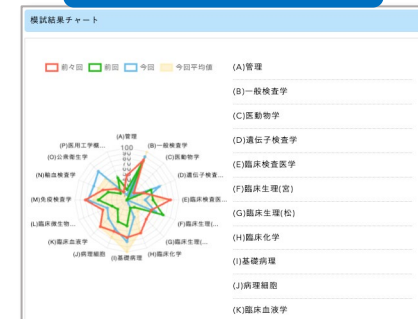 模試結果チャート
前々回 前回 今回 今回平均値
(A)管理
(B)一般検査学
(C)医動物学
(D)遺伝子検査...
(E)臨床検査医...
(F)臨床生理(...
(G)臨床生理(...
(H)臨床化学
(I)基礎病理
(J)病理細胞
(K)臨床血液学
(L)臨床微生物...
(M)免疫検査学
(N)輸血検査学
(O)公衆衛生学
(P)医用工学概...
100
(A)管理
(B)一般検査学
(C)医動物学
(D)遺伝子検査学
(E)臨床検査医学
(F)臨床生理(宮)
(G)臨床生理(松)
(H)臨床化学
(I)基礎病理
(J)病理細胞
(K)臨床血液学